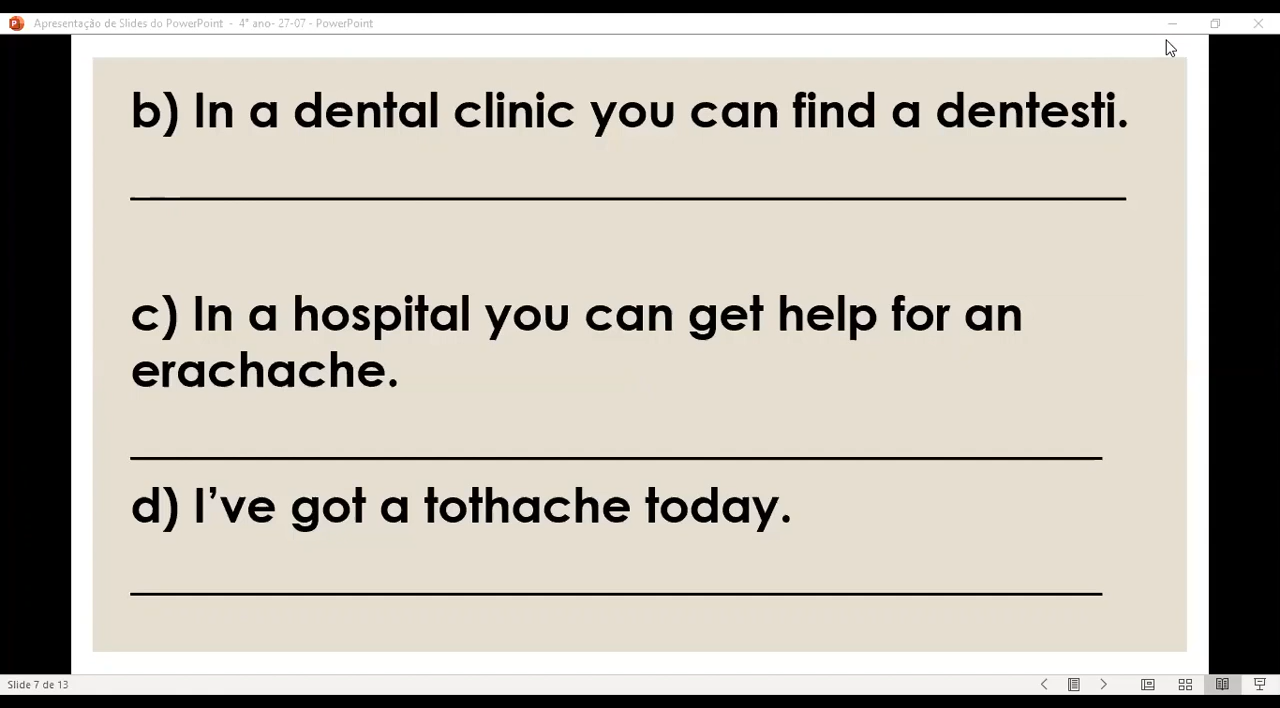 Apresentação de Slides do PowerPoint - 4° ano- 27-07 - PowerPoint
b) In a dental clinic you can find a dentesti.
c) In a hospital you can get help for an
erachache.
d) I’ve got a tothache today.
Slide 7 de 13